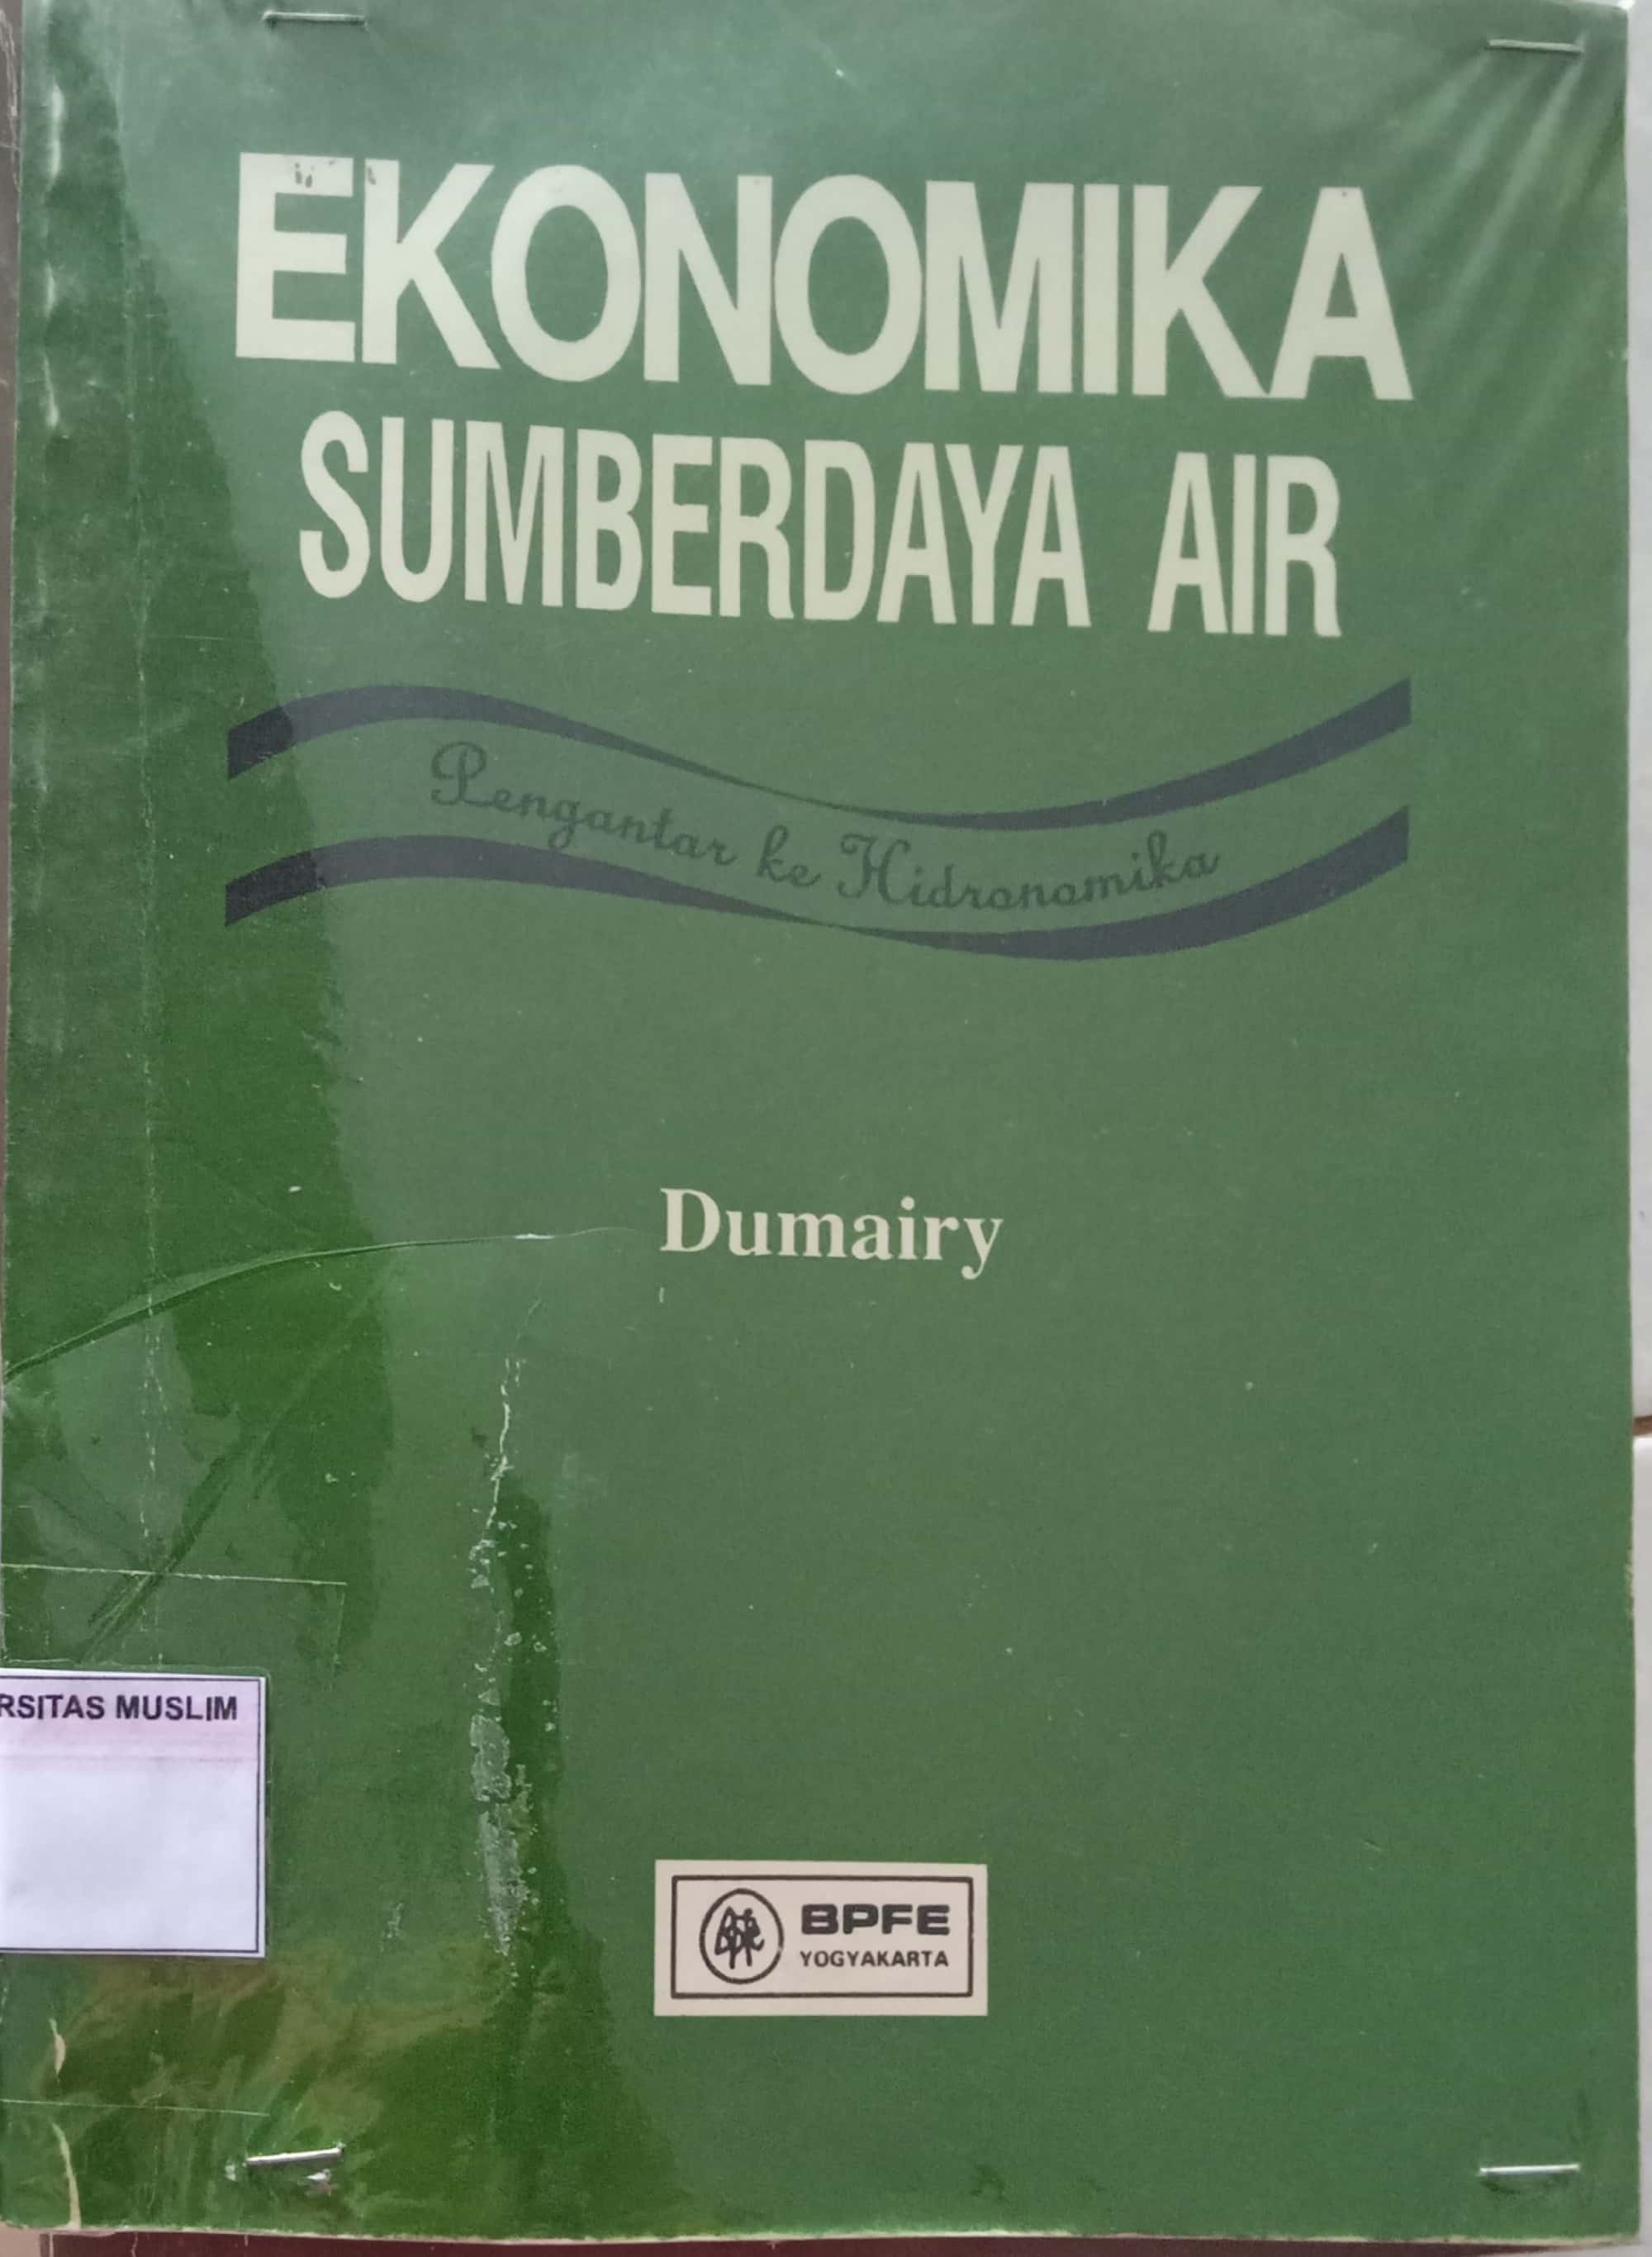 EKONOMIKA
SUMBERDAYA AIR
Pengantar ke Hidronomika
Dumairy
RSITAS MUSLIM
BPFE
YOGYAKARTA